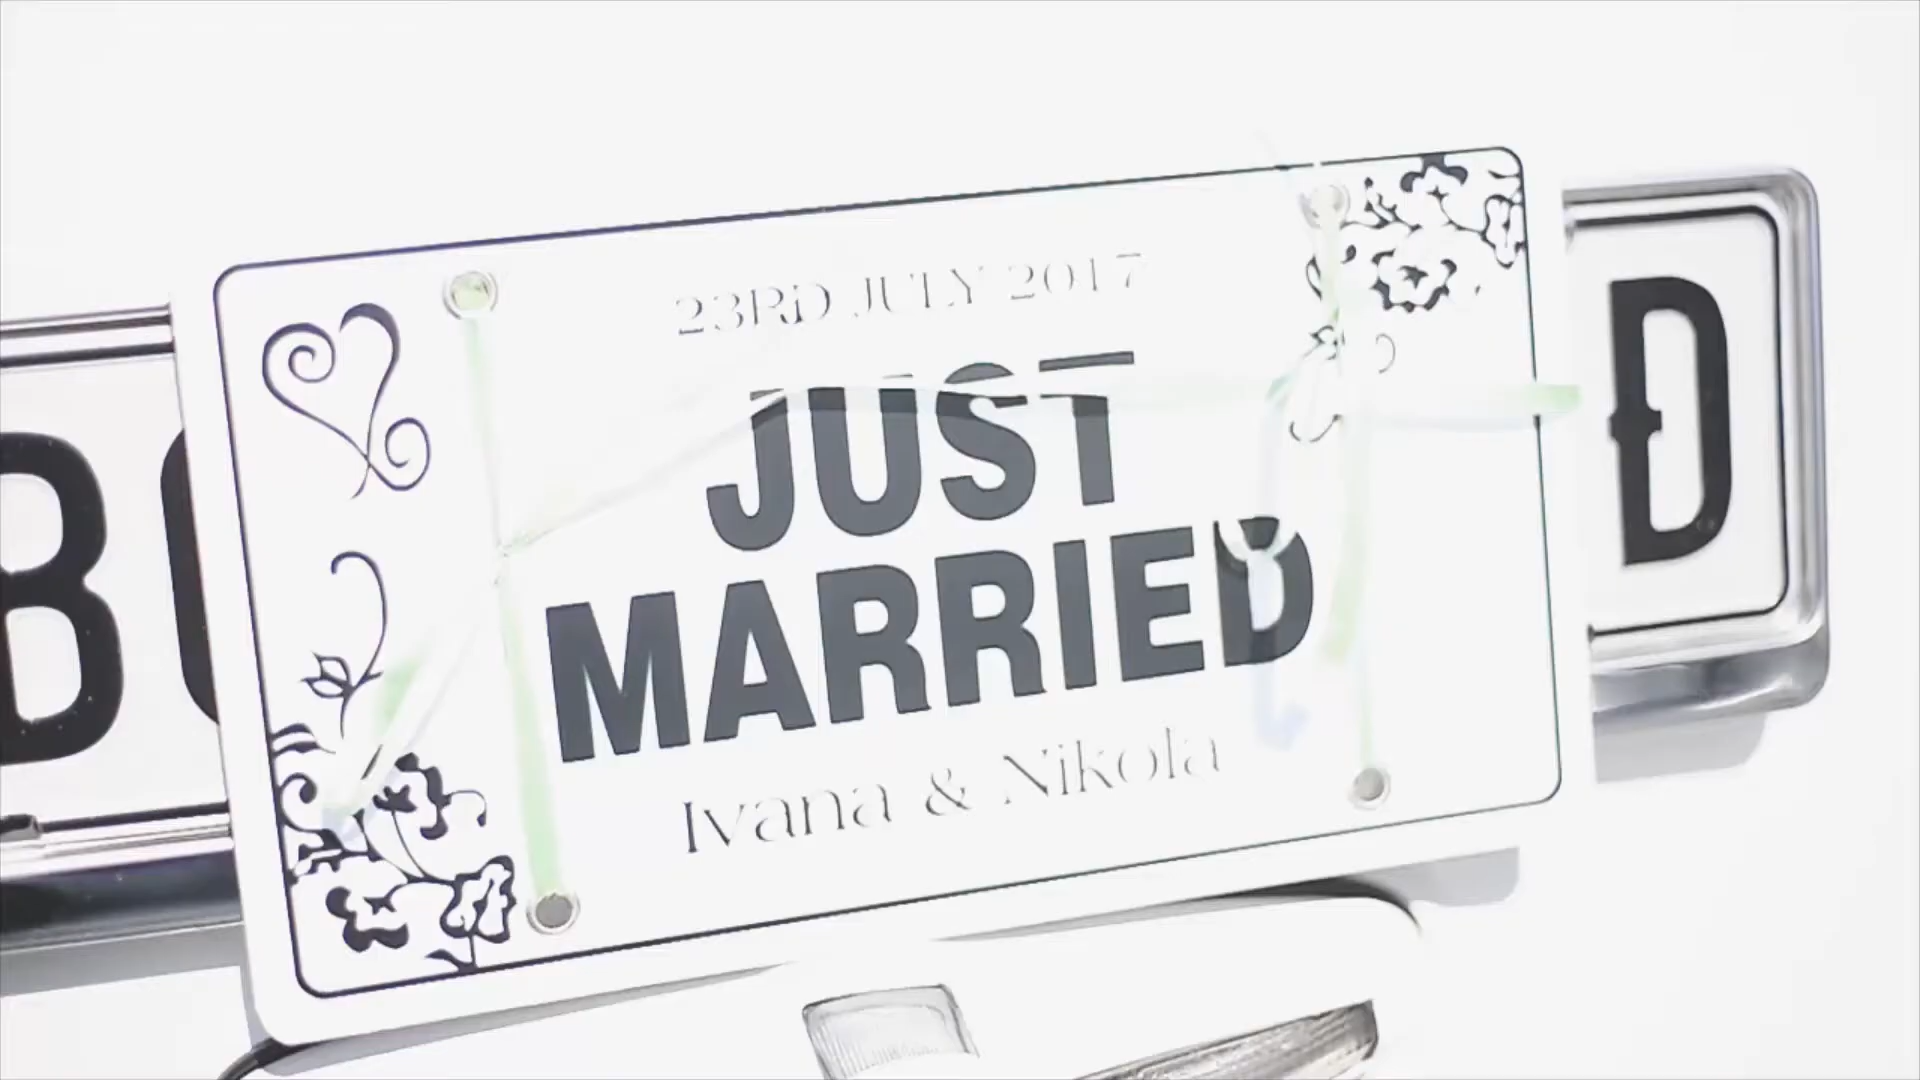 23RD JULY 2017
JUST
MARRIED
Ivana & Nikola
B
D